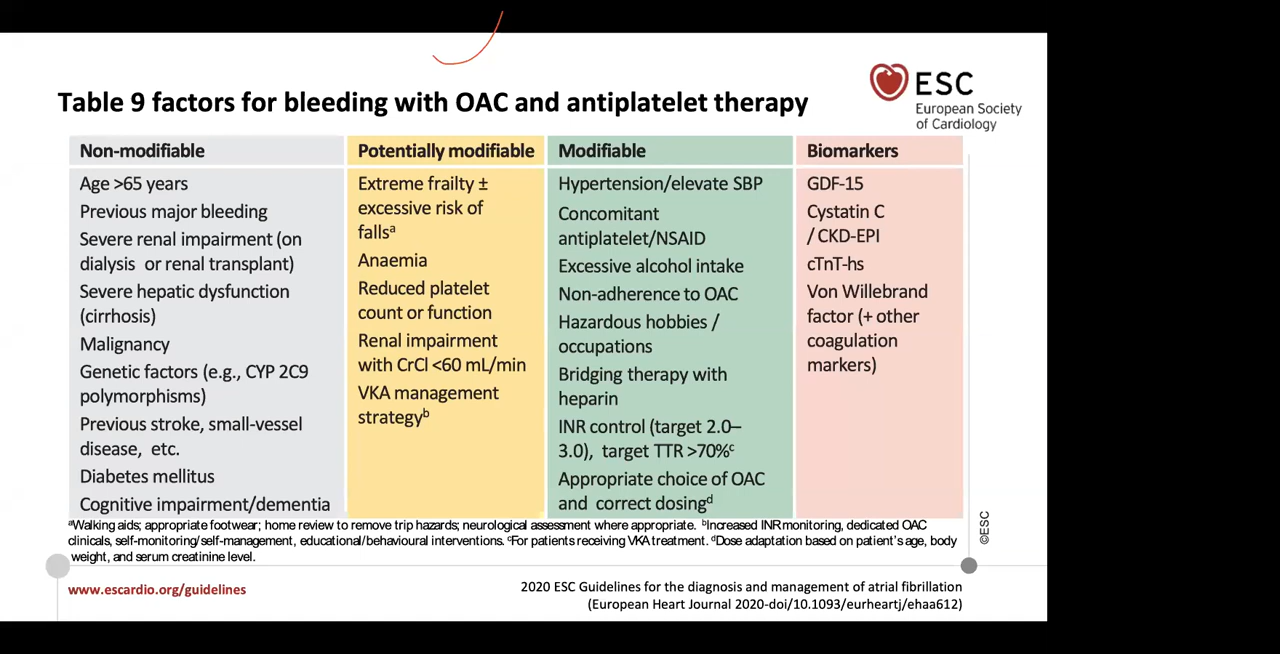 ESC
European Society
of Cardiology
Table 9 factors for bleeding with OAC and antiplatelet therapy
Non-modifiable
Age >65 years
Previous major bleeding
Severe renal impairment (on
dialysis or renal transplant)
Severe hepatic dysfunction
(cirrhosis)
Malignancy
Genetic factors (e.g., CYP 2C9
polymorphisms)
Previous stroke, small-vessel
disease, etc.
Diabetes mellitus
Cognitive impairment/dementia
Potentially modifiable
Extreme frailty ±
excessive risk of
fallsᵃ
Anaemia
Reduced platelet
count or function
Renal impairment
with CrCl <60 mL/min
VKA management
strategyᵇ
Modifiable
Hypertension/elevate SBP
Concomitant
antiplatelet/NSAID
Excessive alcohol intake
Non-adherence to OAC
Hazardous hobbies /
occupations
Bridging therapy with
heparin
INR control (target 2.0–
3.0), target TTR >70%ᶜ
Appropriate choice of OAC
and correct dosingᵈ
Biomarkers
GDF-15
Cystatin C
/ CKD-EPI
cTnT-hs
Von Willebrand
factor (+ other
coagulation
markers)
ᵃWalking aids; appropriate footwear; home review to remove trip hazards; neurological assessment where appropriate. ᵇIncreased INR monitoring, dedicated OAC
clinicals, self-monitoring/self-management, educational/behavioural interventions. ᶜFor patients receiving VKA treatment. ᵈDose adaptation based on patient's age, body
weight, and serum creatinine level.
©ESC
www.escardio.org/guidelines
2020 ESC Guidelines for the diagnosis and management of atrial fibrillation
(European Heart Journal 2020-doi/10.1093/eurheartj/ehaa612)